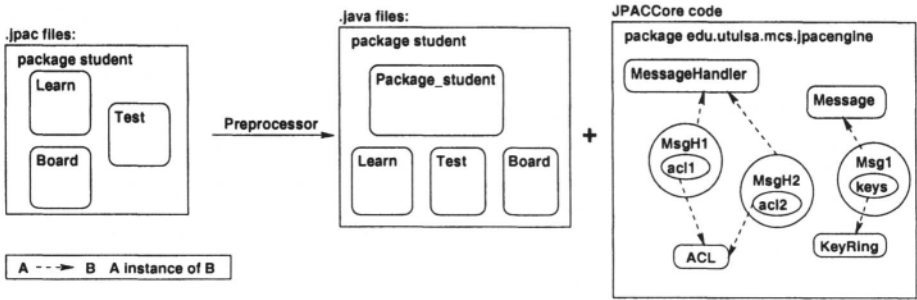 .jpac files:
package student
Learn
Test
Board
Preprocessor
.java files:
package student
Package_student
Learn
Test
Board
+
JPACCore code
package edu.utulsa.mcs.jpacengine
MessageHandler
Message
MsgH1
acl1
MsgH2
acl2
Msg1
keys
ACL
KeyRing
A ----> B A instance of B